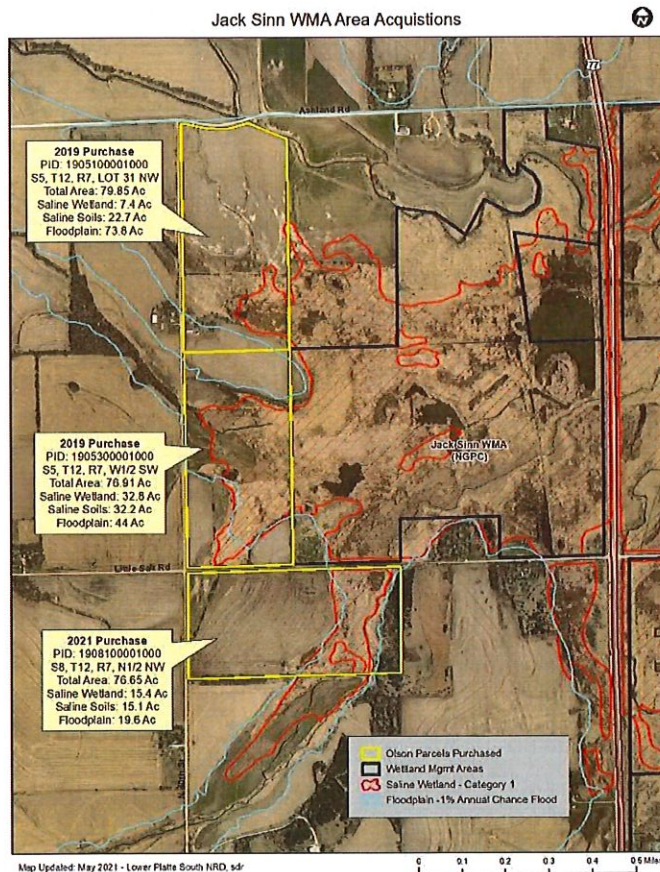 Jack Sinn WMA Area Acquistions
N
77
Ashland Rd
2019 Purchase
PID: 1905100001000
S5, T12, R7, LOT 31 NW
Total Area: 79.85 Ac
Saline Wetland: 7.4 Ac
Saline Soils: 22.7 Ac
Floodplain: 73.8 Ac
2019 Purchase
PID: 1905300001000
S5, T12, R7, W1/2 SW
Total Area: 76.91 Ac
Saline Wetland: 32.8 Ac
Saline Soils: 32.2 Ac
Floodplain: 44 Ac
Jack Sinn WMA
(NGPC)
Little Salt Rd
2021 Purchase
PID: 1908100001000
S8, T12, R7, N1/2 NW
Total Area: 76.65 Ac
Saline Wetland: 15.4 Ac
Saline Soils: 15.1 Ac
Floodplain: 19.6 Ac
Olson Parcels Purchased
Wetland Mgmt Areas
Saline Wetland - Category 1
Floodplain -1% Annual Chance Flood
Map Updated: May 2021 - Lower Platte South NRD, sdr
0 0.1 0.2 0.3 0.4 0.5 Miles